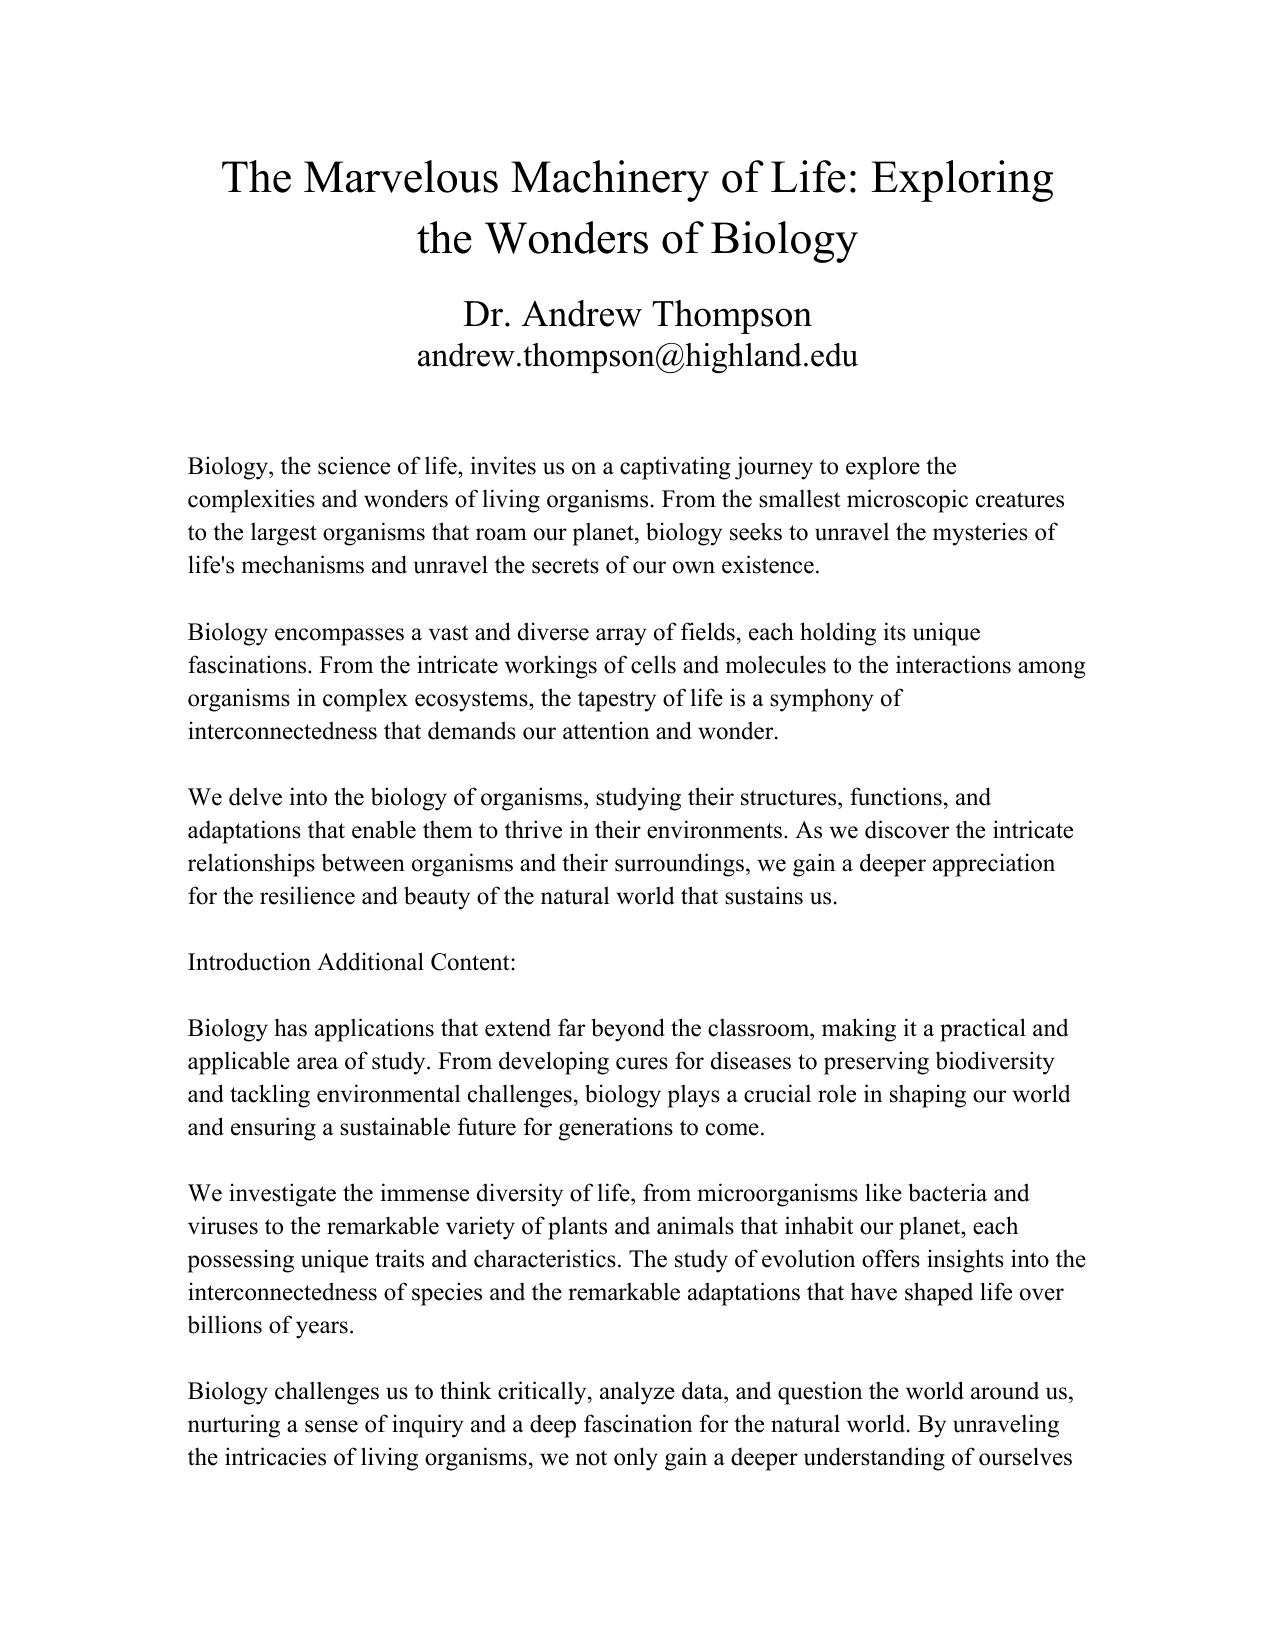 The Marvelous Machinery of Life: Exploring
the Wonders of Biology
Dr. Andrew Thompson
andrew.thompson@highland.edu
Biology, the science of life, invites us on a captivating journey to explore the
complexities and wonders of living organisms. From the smallest microscopic creatures
to the largest organisms that roam our planet, biology seeks to unravel the mysteries of
life's mechanisms and unravel the secrets of our own existence.
Biology encompasses a vast and diverse array of fields, each holding its unique
fascinations. From the intricate workings of cells and molecules to the interactions among
organisms in complex ecosystems, the tapestry of life is a symphony of
interconnectedness that demands our attention and wonder.
We delve into the biology of organisms, studying their structures, functions, and
adaptations that enable them to thrive in their environments. As we discover the intricate
relationships between organisms and their surroundings, we gain a deeper appreciation
for the resilience and beauty of the natural world that sustains us.
Introduction Additional Content:
Biology has applications that extend far beyond the classroom, making it a practical and
applicable area of study. From developing cures for diseases to preserving biodiversity
and tackling environmental challenges, biology plays a crucial role in shaping our world
and ensuring a sustainable future for generations to come.
We investigate the immense diversity of life, from microorganisms like bacteria and
viruses to the remarkable variety of plants and animals that inhabit our planet, each
possessing unique traits and characteristics. The study of evolution offers insights into the
interconnectedness of species and the remarkable adaptations that have shaped life over
billions of years.
Biology challenges us to think critically, analyze data, and question the world around us,
nurturing a sense of inquiry and a deep fascination for the natural world. By unraveling
the intricacies of living organisms, we not only gain a deeper understanding of ourselves